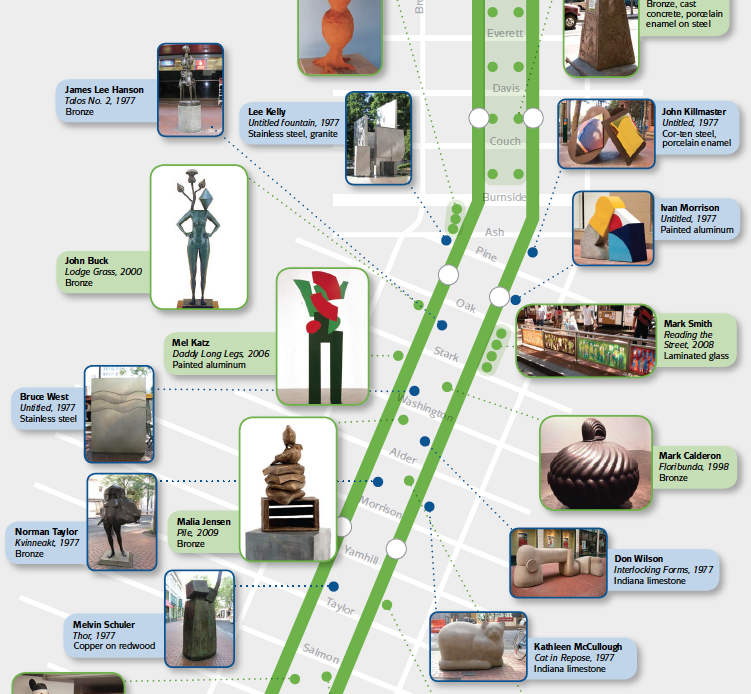 Bronze, cast
concrete, porcelain
enamel on steel
Everett
Davis
Couch
Burnside
Ash
Pine
Oak
Stark
Washington
Alder
Morrison
Yamhill
Taylor
Salmon
James Lee Hanson
Talos No. 2, 1977
Bronze
Lee Kelly
Untitled Fountain, 1977
Stainless steel, granite
John Killmaster
Untitled, 1977
Cor-ten steel,
porcelain enamel
Ivan Morrison
Untitled, 1977
Painted aluminum
John Buck
Lodge Grass, 2000
Bronze
Mel Katz
Daddy Long Legs, 2006
Painted aluminum
Mark Smith
Reading the
Street, 2008
Laminated glass
Bruce West
Untitled, 1977
Stainless steel
Mark Calderon
Floribunda, 1998
Bronze
Malia Jensen
Pile, 2009
Bronze
Norman Taylor
Kvinneakt, 1977
Bronze
Don Wilson
Interlocking Forms, 1977
Indiana limestone
Melvin Schuler
Thor, 1977
Copper on redwood
Kathleen McCullough
Cat in Repose, 1977
Indiana limestone